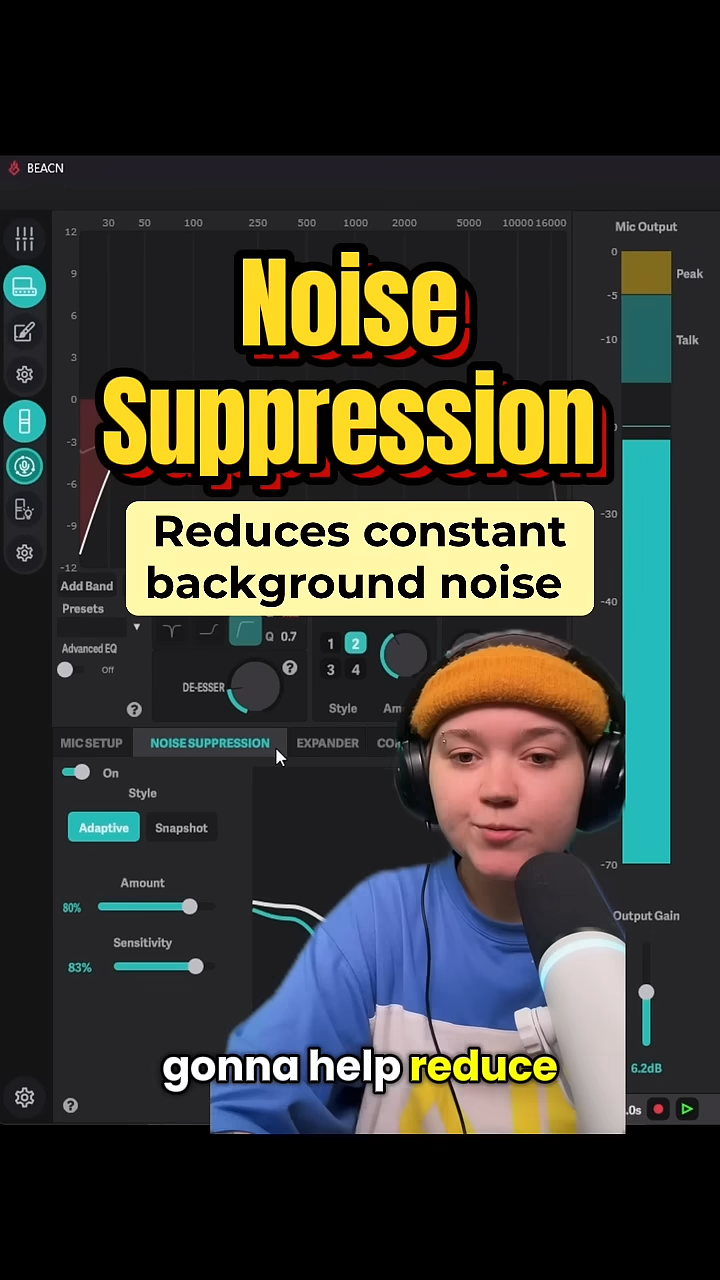 BEACN
30 50 100 250 500 1000 2000 5000 10000 16000
Mic Output
12
9
6
3
0
-3
-6
-9
-12
0
Peak
-5
-10
Talk
-30
-40
-70
Noise
Suppression
Reduces constant
background noise
Add Band
Presets
Advanced EQ
Off
Q 0.7
DE-ESSER
?
1 2
3 4
Style
Am
?
MIC SETUP NOISE SUPPRESSION EXPANDER
On
Style
Adaptive Snapshot
Amount
80%
Sensitivity
83%
Output Gain
6.2dB
gonna help reduce
?
.0s